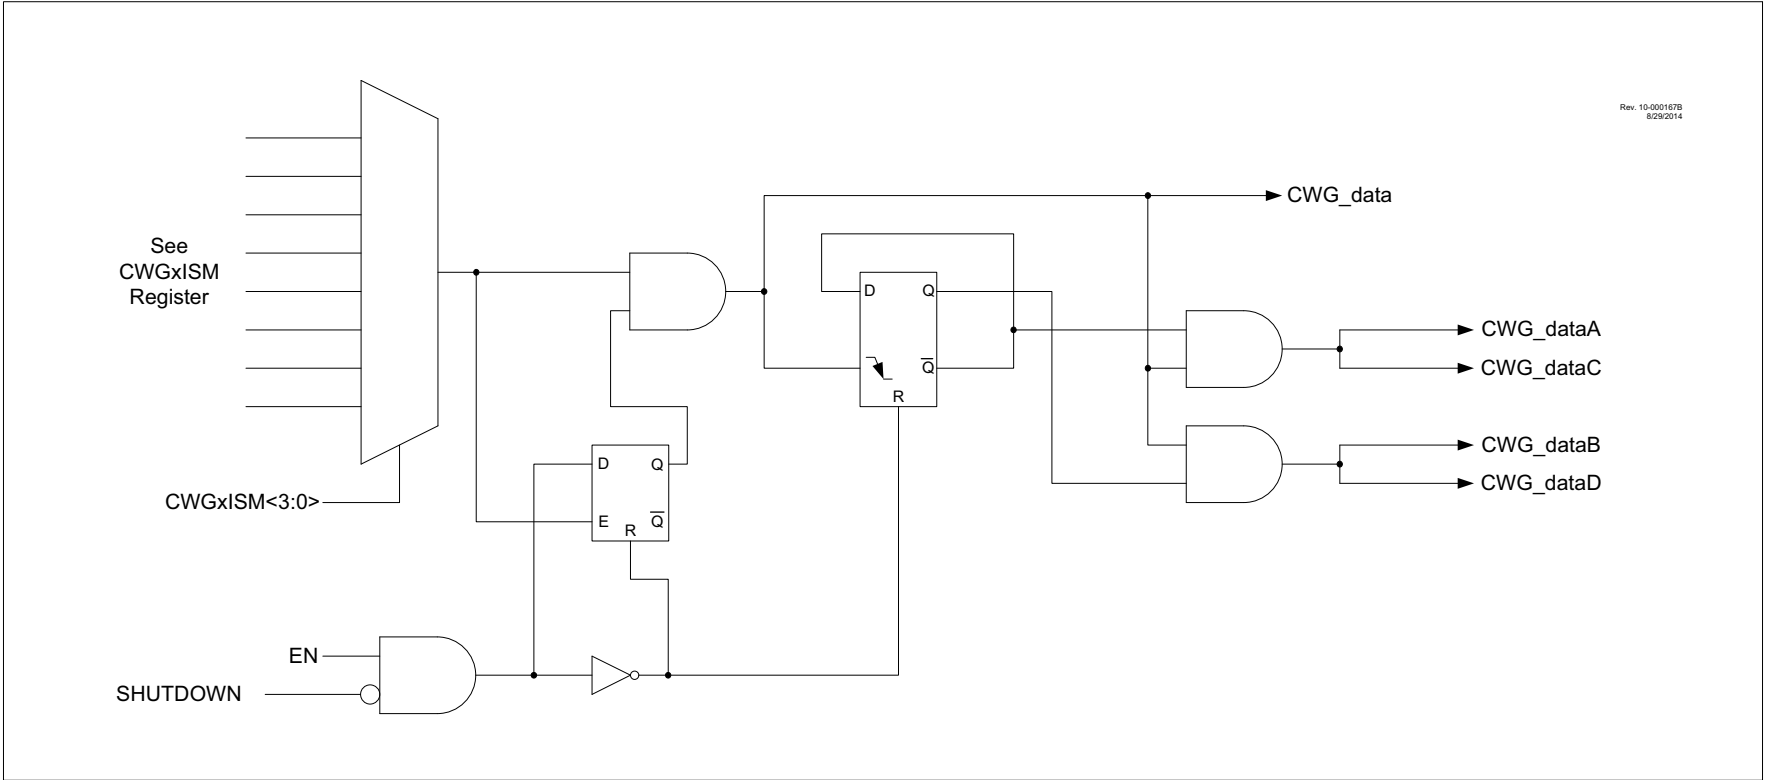 Rev. 10-000167B
8/29/2014
CWG_data
See
CWGxISM
Register
D
Q
Q
R
CWG_dataA
CWG_dataC
CWG_dataB
CWG_dataD
D
Q
E
R
Q
CWGxISM<3:0>
EN
SHUTDOWN